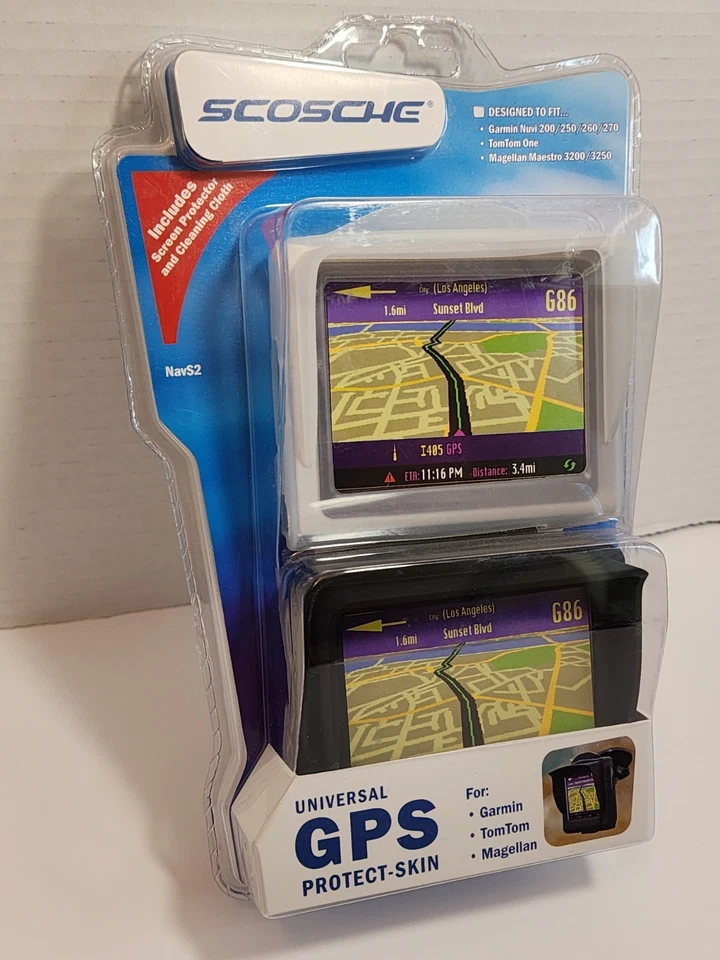 SCOSCHE®
DESIGNED TO FIT...
• Garmin Nuvi 200/250/260/270
• TomTom One
• Magellan Maestro 3200/3250
Includes
Screen Protector
and Cleaning Cloth
NavS2
City: (Los Angeles)
G86
1.6mi Sunset Blvd
I405 GPS
ETA: 11:16 PM Distance: 3.4mi
City: (Los Angeles)
G86
1.6mi Sunset Blvd
UNIVERSAL
GPS
PROTECT-SKIN
For:
• Garmin
• TomTom
• Magellan